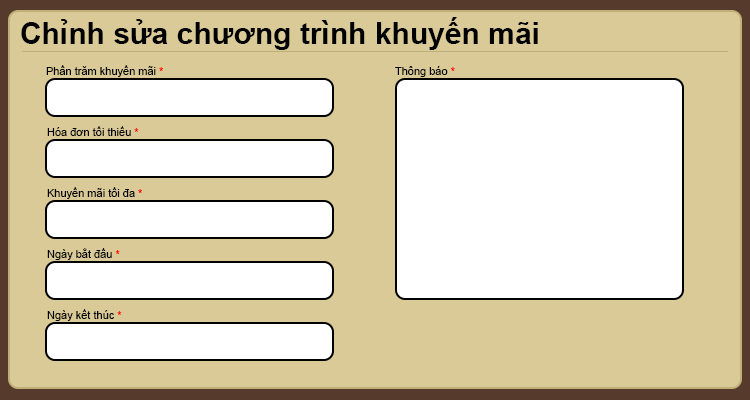 Chỉnh sửa chương trình khuyến mãi
Phần trăm khuyến mãi *
Hóa đơn tối thiểu *
Khuyến mãi tối đa *
Ngày bắt đầu *
Ngày kết thúc *
Thông báo *